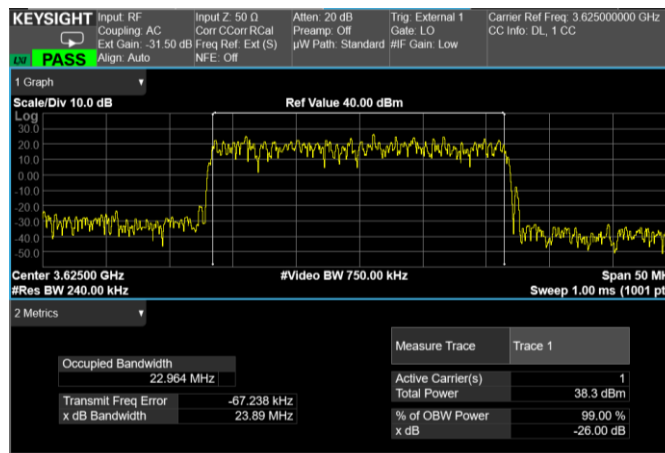 KEYSIGHT Input: RF Input Z: 50 Ω Atten: 20 dB Trig: External 1 Carrier Ref Freq: 3.625000000 GHz
Coupling: AC Corr CCorr RCal Preamp: Off Gate: LO CC Info: DL, 1 CC
Ext Gain: -31.50 dB Freq Ref: Ext (S) µW Path: Standard #IF Gain: Low
LXI PASS Align: Auto NFE: Off
1 Graph
Scale/Div 10.0 dB Ref Value 40.00 dBm
Log
30.0
20.0
10.0
0.00
-10.0
-20.0
-30.0
-40.0
-50.0
Center 3.62500 GHz #Video BW 750.00 kHz Span 50 MH
#Res BW 240.00 kHz Sweep 1.00 ms (1001 pt
2 Metrics
Measure Trace Trace 1
Occupied Bandwidth
22.964 MHz
Active Carrier(s) 1
Total Power 38.3 dBm
Transmit Freq Error -67.238 kHz
x dB Bandwidth 23.89 MHz
% of OBW Power 99.00 %
x dB -26.00 dB